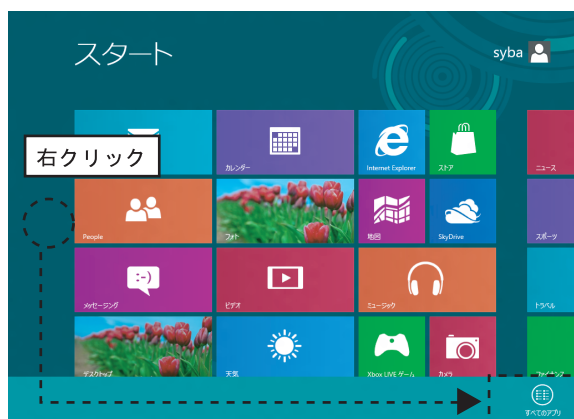 スタート
syba
右クリック
カレンダー
Internet Explorer
ストア
ニュース
People
フォト
地図
SkyDrive
スポーツ
メッセージング
ビデオ
ミュージック
トラベル
デスクトップ
天気
Xbox LIVE ゲーム
カメラ
ファイナンス
すべてのアプリ